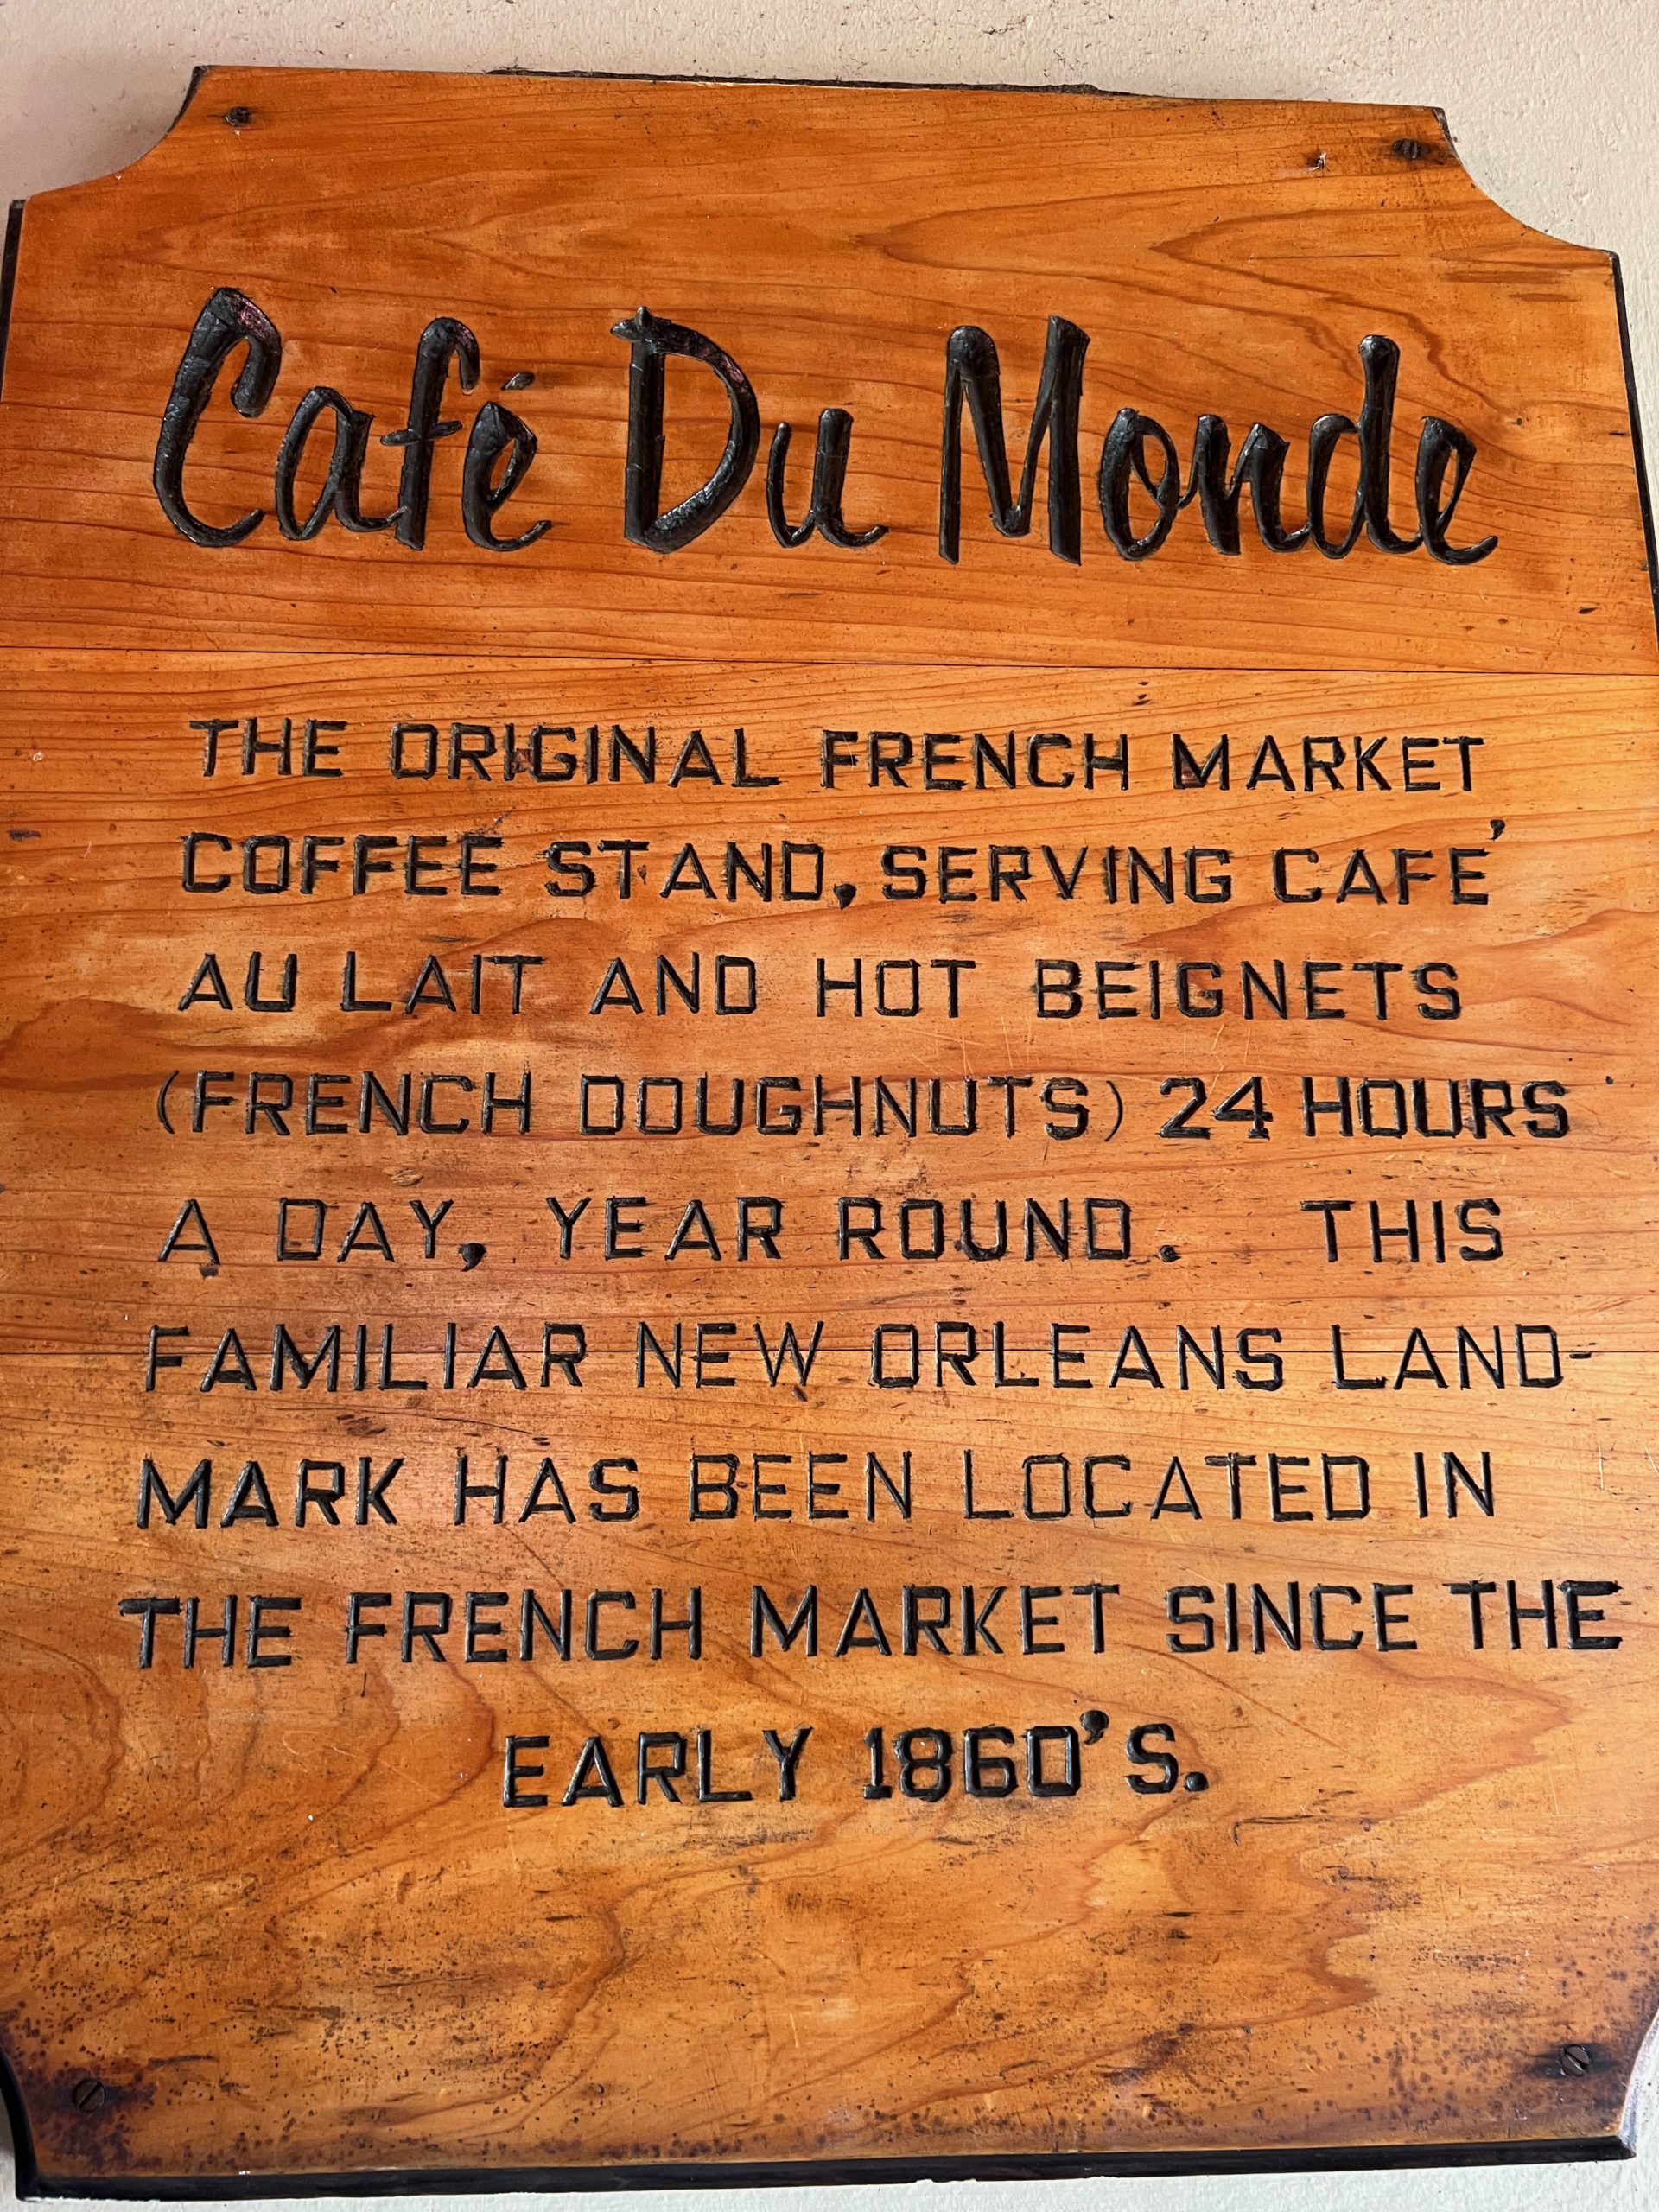 Café Du Monde
THE ORIGINAL FRENCH MARKET
COFFEE STAND, SERVING CAFÉ
AU LAIT AND HOT BEIGNETS
(FRENCH DOUGHNUTS) 24 HOURS
A DAY, YEAR ROUND. THIS
FAMILIAR NEW ORLEANS LAND-
MARK HAS BEEN LOCATED IN
THE FRENCH MARKET SINCE THE
EARLY 1860'S.